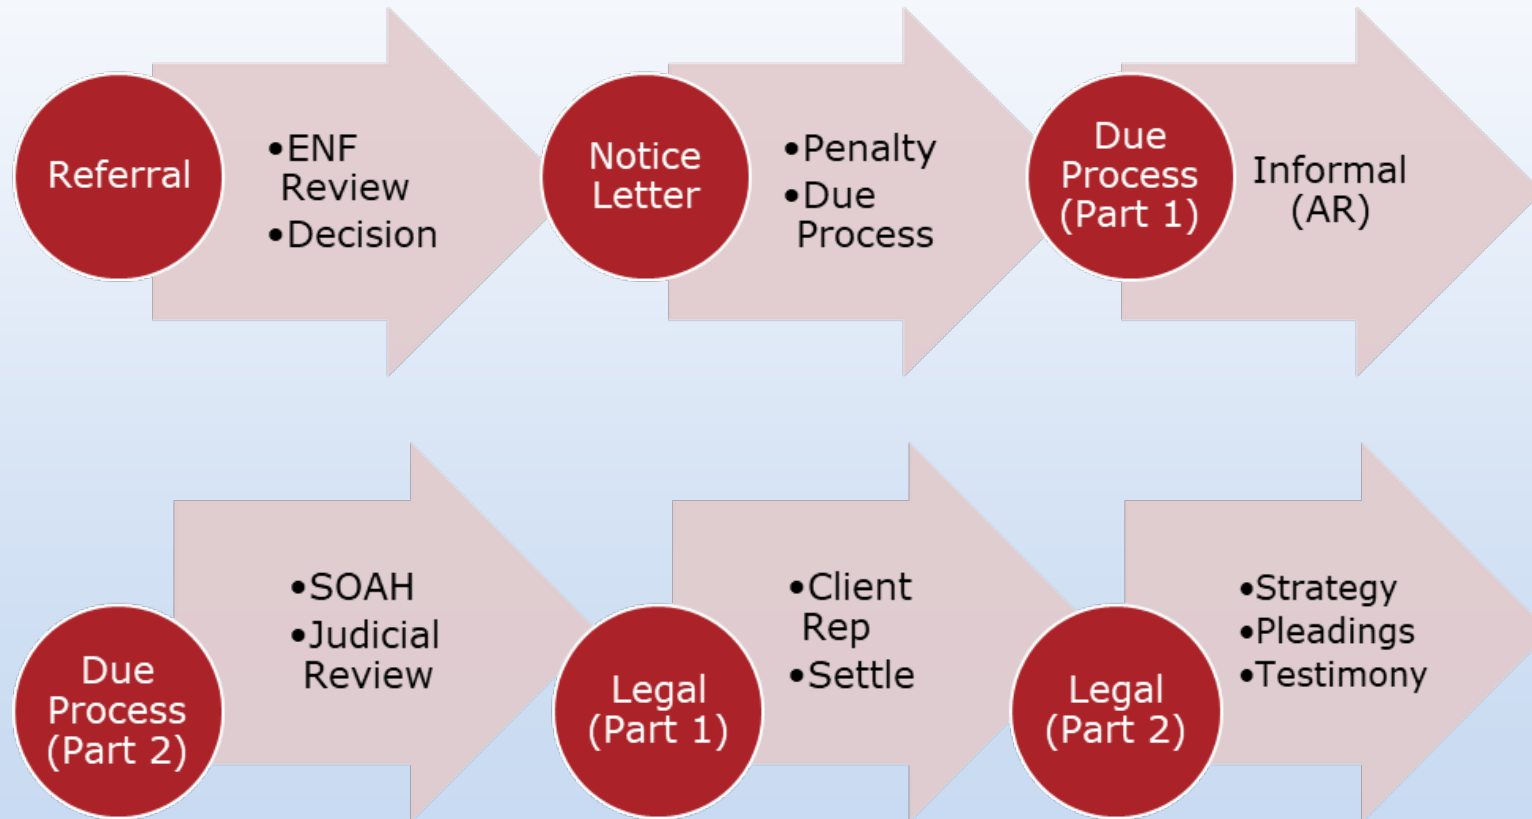 Referral
•ENF
Review
•Decision
Notice
Letter
•Penalty
•Due
Process
Due
Process
(Part 1)
Informal
(AR)
Due
Process
(Part 2)
•SOAH
•Judicial
Review
Legal
(Part 1)
•Client
Rep
•Settle
Legal
(Part 2)
•Strategy
•Pleadings
•Testimony